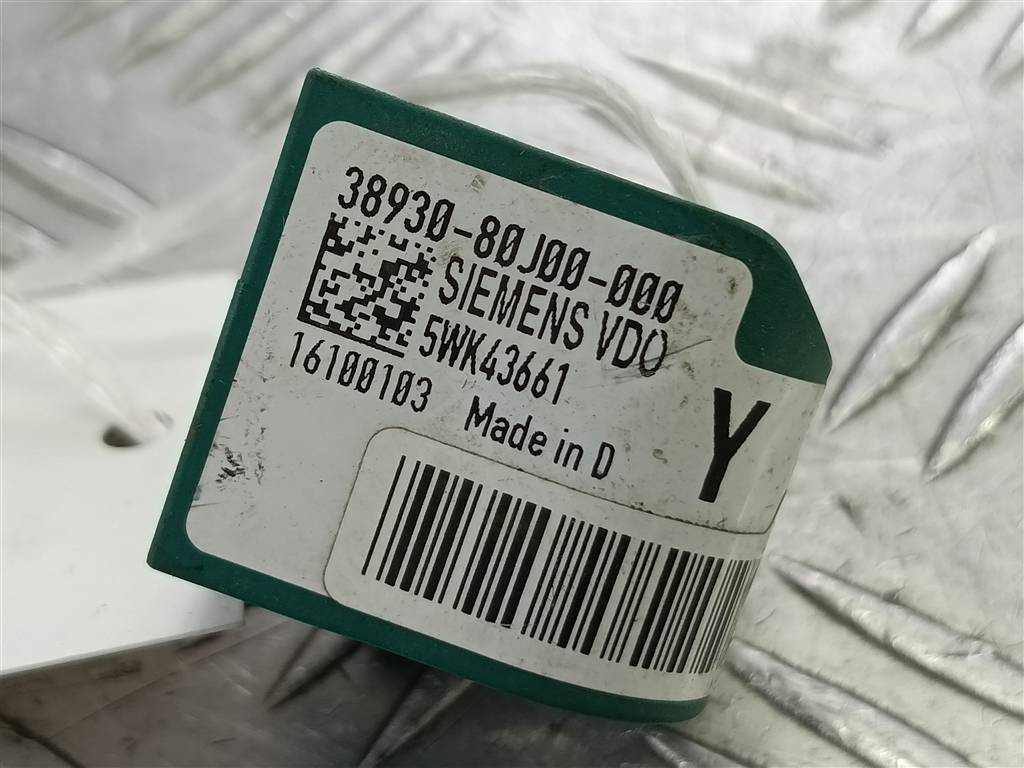 38930-80J00-000
SIEMENS VDO
5WK43661
16100103 Made in D
Y